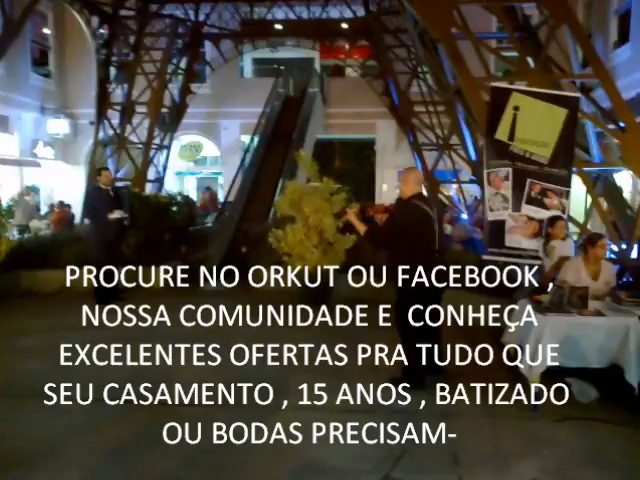 PROCURE NO ORKUT OU FACEBOOK ,
NOSSA COMUNIDADE E CONHEÇA
EXCELENTES OFERTAS PRA TUDO QUE
SEU CASAMENTO , 15 ANOS , BATIZADO
OU BODAS PRECISAM-